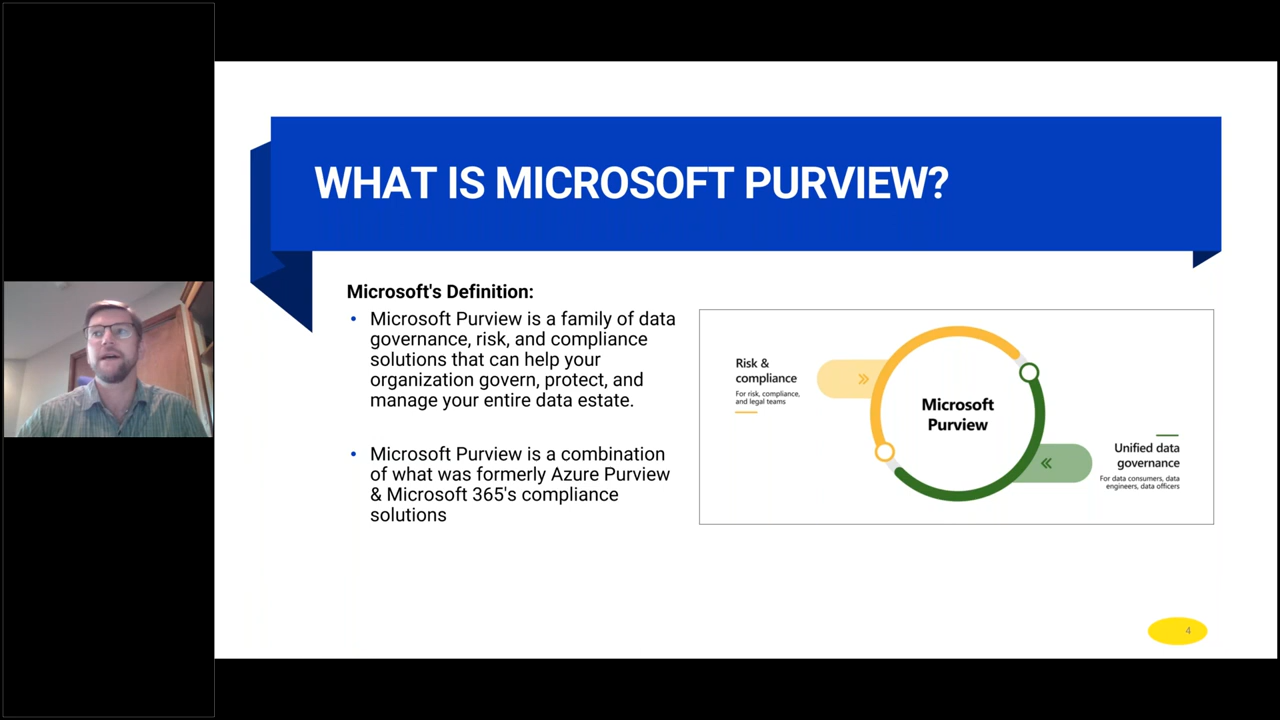 WHAT IS MICROSOFT PURVIEW?
Microsoft's Definition:
• Microsoft Purview is a family of data
governance, risk, and compliance
solutions that can help your
organization govern, protect, and
manage your entire data estate.
• Microsoft Purview is a combination
of what was formerly Azure Purview
& Microsoft 365's compliance
solutions
Risk &
compliance
For risk, compliance,
and legal teams
Microsoft
Purview
Unified data
governance
For data consumers, data
engineers, data officers
4